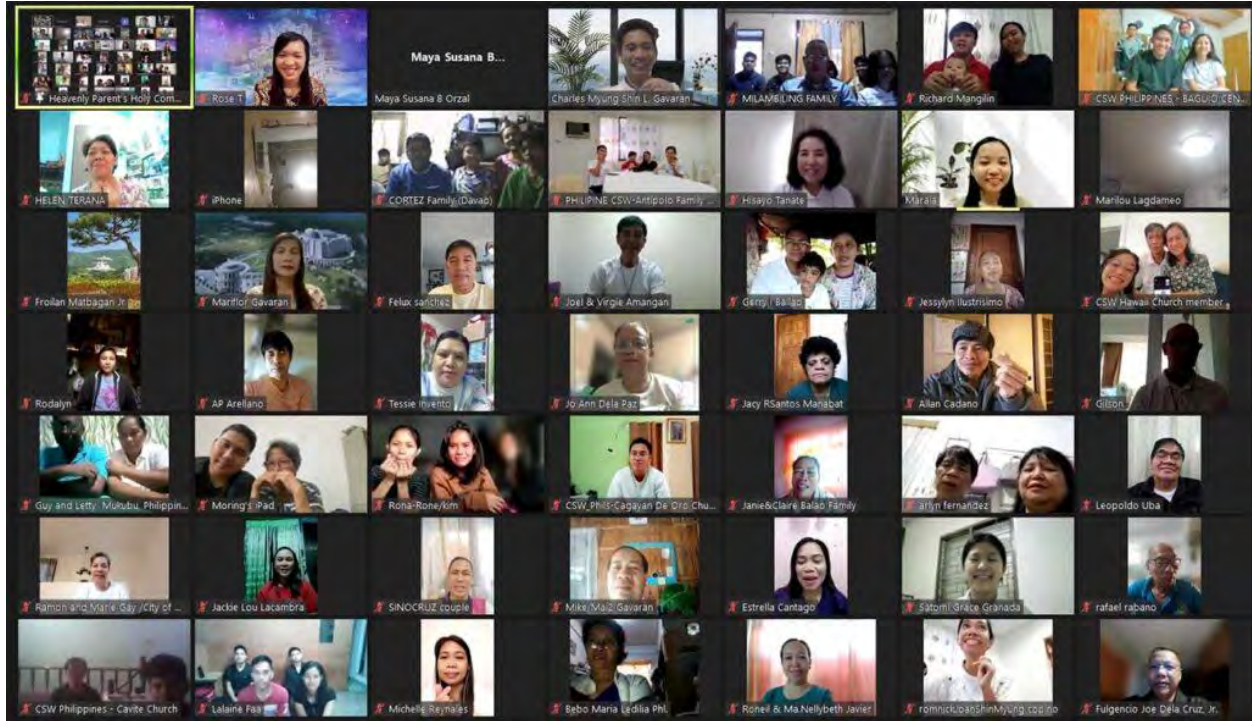 Heavenly Parent's Holy Com...
Rose T
Maya Susana B...
Maya Susana B Orzal
Charles Myung Shin L. Gavaran
MILAMBILING FAMILY
Richard Mangilin
CSW PHILIPPINES - BAGUIO CEN...
HELEN TERANA
iPhone
CORTEZ Family (Davao)
PHILIPINE CSW-Antipolo Family ...
Hisayo Tanate
Maraia
Marilou Lagdameo
Froilan Matbagan Jr
Mariflor Gavaran
Felux sanchez
Joel & Virgie Amangan
Gerry Ballao
Jessylyn Ilustrisimo
CSW Hawaii Church member
Rodalyn
AP Arellano
Tessie Invento
Jo Ann Dela Paz
Jacy RSantos Manabat
Allan Cadano
Gilson
Guy and Letty Mukubu, Philippin...
Moring's iPad
Rona-Rone/kim
CSW_Phils-Cagayan De Oro Chu...
Janie&Claire Balao Family
arlyn fernandez
Leopoldo Uba
Ramon and Marie Gay /City of ...
Jackie Lou Lacambra
SINOCRUZ couple
Mike/Mai2 Gavaran
Estrella Cantago
Satomi Grace Granada
rafael rabano
CSW Philippines - Cavite Church
Lalaine Faa
Michelle Reynales
Bebo Maria Ledilia Phl.
Roneil & Ma.Nellybeth Javier
Fulgencio Joe Dela Cruz, Jr.